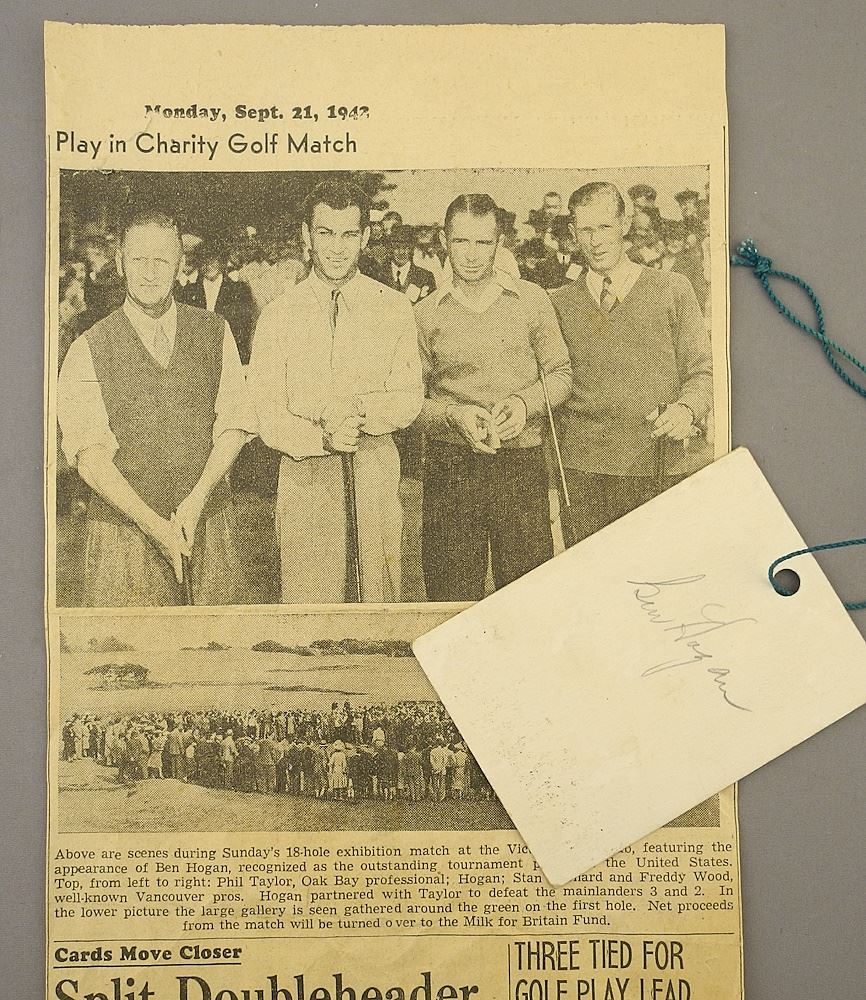 Monday, Sept. 21, 1942
Play in Charity Golf Match
Ben Hogan
Above are scenes during Sunday's 18-hole exhibition match at the featuring the
appearance of Ben Hogan, recognized as the outstanding tournament the United States.
Top, from left to right: Phil Taylor, Oak Bay professional; Hogan; Stan and Freddy Wood,
well-known Vancouver pros. Hogan partnered with Taylor to defeat the mainlanders 3 and 2. In
the lower picture the large gallery is seen gathered around the green on the first hole. Net proceeds
from the match will be turned over to the Milk for Britain Fund.
Cards Move Closer
Split Doubleheader
THREE TIED FOR
GOLF PLAY LEAD